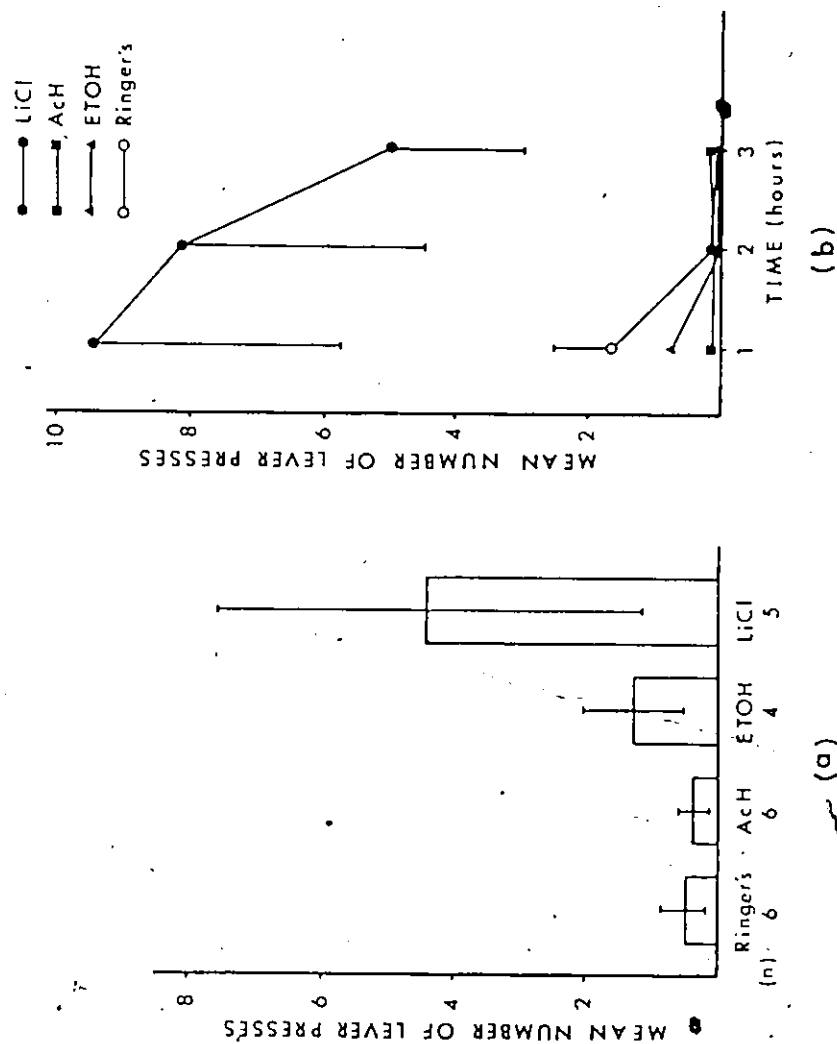 MEAN NUMBER OF LEVER PRESSES
8
6
4
2
Ringer's AcH ETOH LiCl
(n) 6 6 4 5
(a)
LiCl
AcH
ETOH
Ringer's
MEAN NUMBER OF LEVER PRESSES
10
8
6
4
2
1 2 3
TIME (hours)
(b)